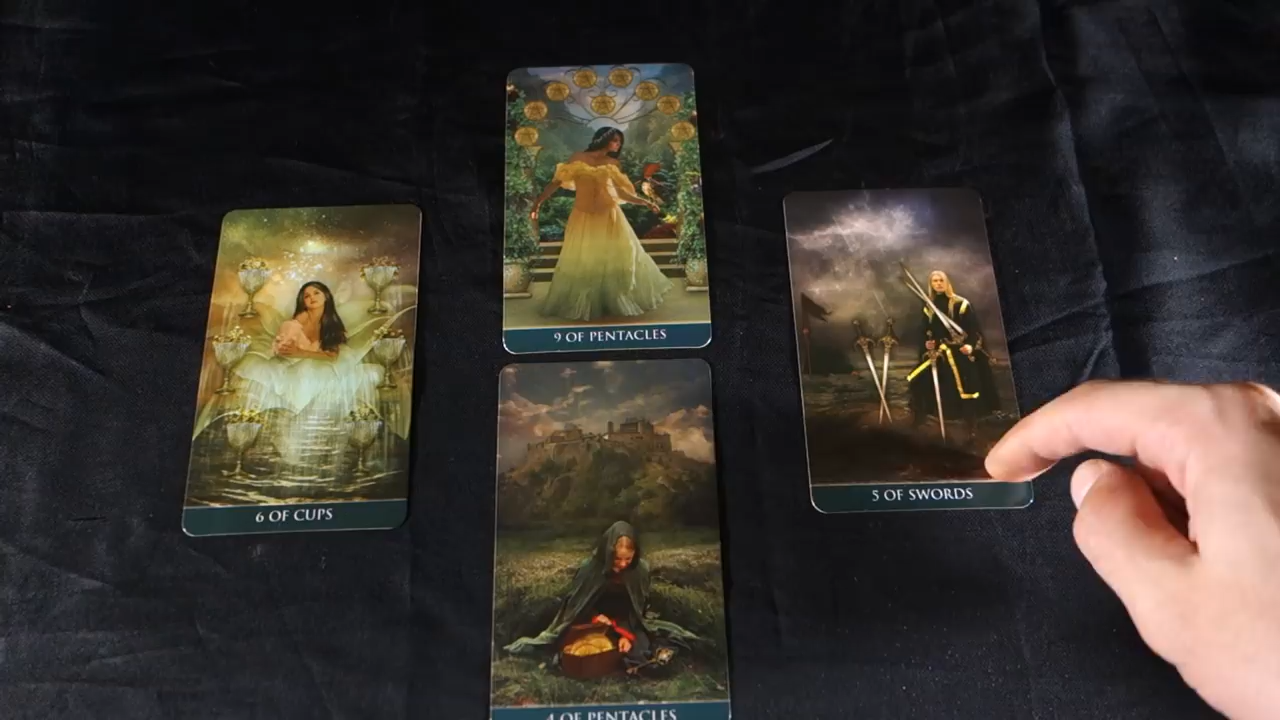 9 OF PENTACLES
6 OF CUPS
5 OF SWORDS
4 OF PENTACLES